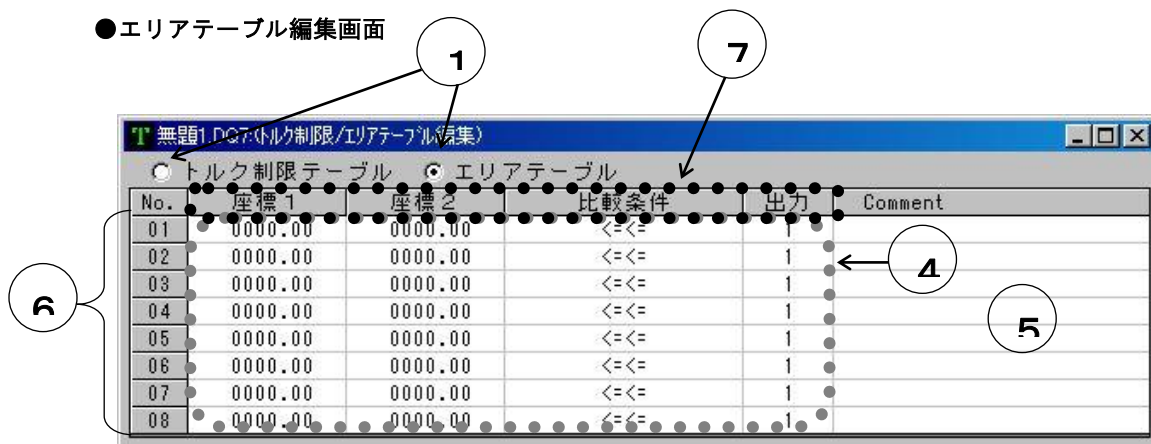 ●エリアテーブル編集画面
1
7
無題1.DQ7:(トルク制限/エリアテーブル編集)
トルク制限テーブル エリアテーブル
No. 座標1 座標2 比較条件 出力 Comment
01 0000.00 0000.00 <=<= 1
02 0000.00 0000.00 <=<= 1
03 0000.00 0000.00 <=<= 1
04 0000.00 0000.00 <=<= 1
05 0000.00 0000.00 <=<= 1
06 0000.00 0000.00 <=<= 1
07 0000.00 0000.00 <=<= 1
08 0000.00 0000.00 <=<= 1
4
5
6